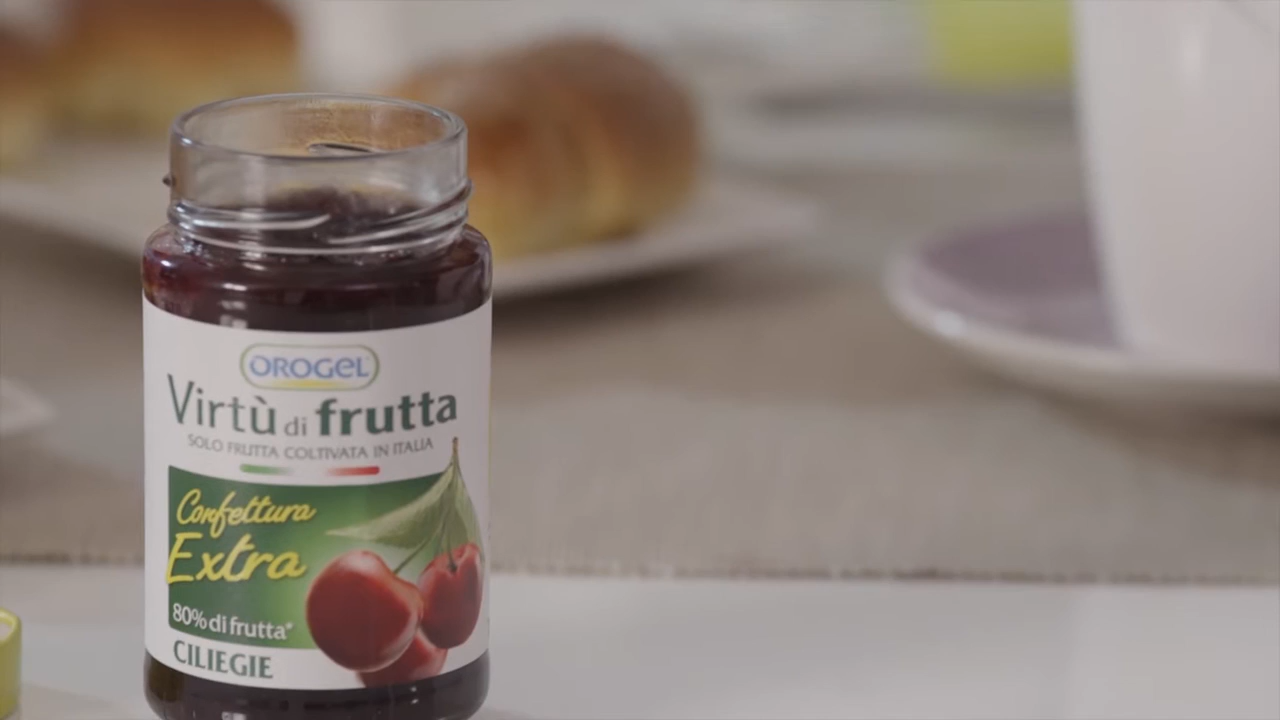 OROGEL
Virtù di frutta
SOLO FRUTTA COLTIVATA IN ITALIA
Confettura
Extra
80% di frutta*
CILIEGIE